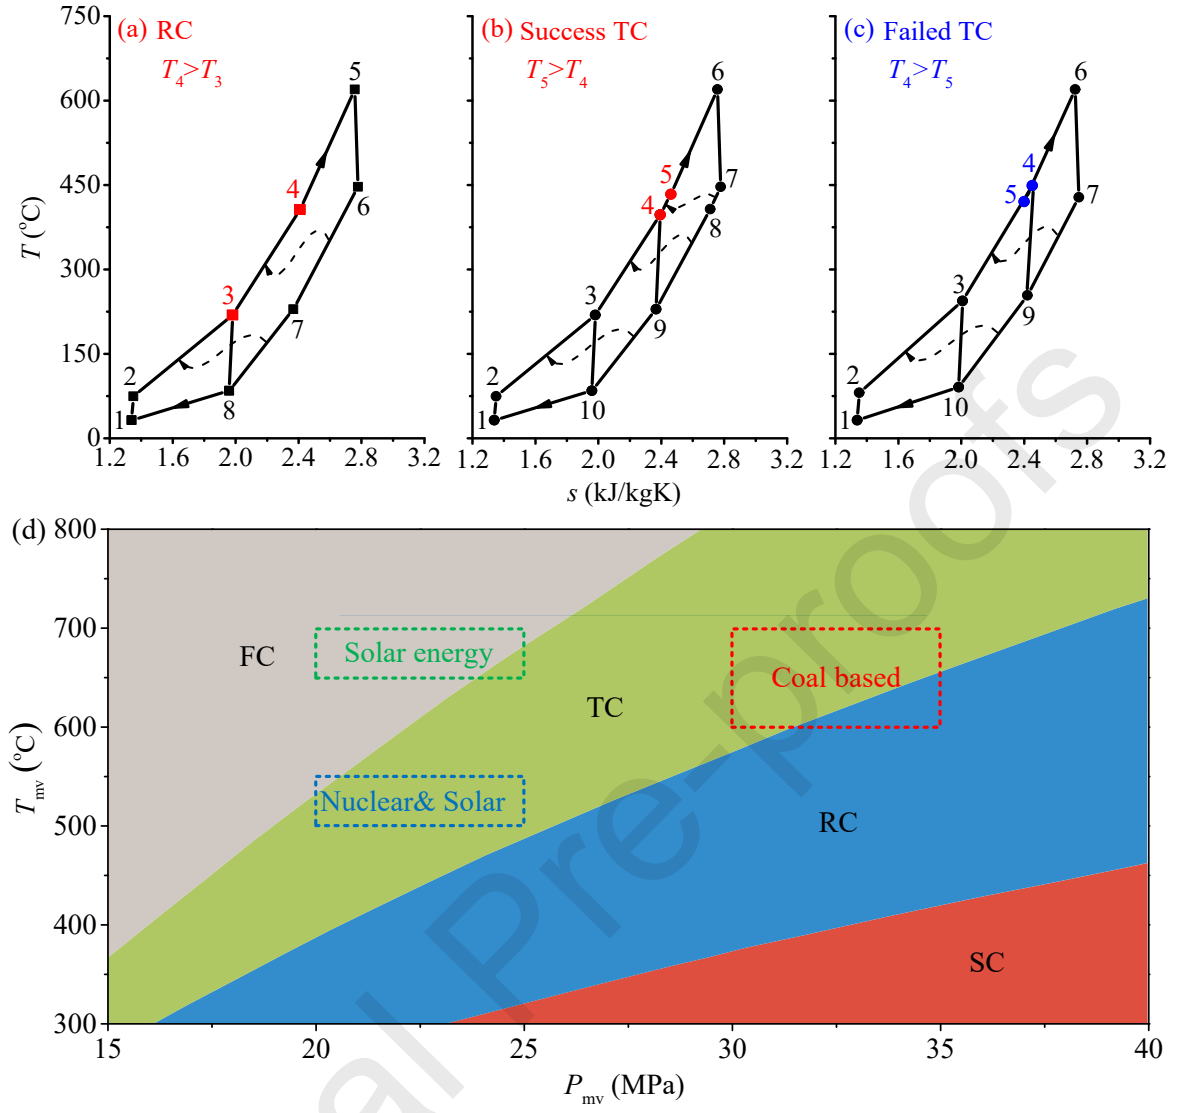 (a) RC
T4>T3
(b) Success TC
T5>T4
(c) Failed TC
T4>T5
T (°C)
750
600
450
300
150
0
1
2
3
4
5
6
7
8
1
2
3
4
5
6
7
8
9
10
1
2
3
4
5
6
7
9
10
1.2 1.6 2.0 2.4 2.8 3.2
1.2 1.6 2.0 2.4 2.8 3.2
1.2 1.6 2.0 2.4 2.8 3.2
s (kJ/kgK)
(d)
800
700
600
500
400
300
Tmv (°C)
FC
Solar energy
TC
Coal based
Nuclear& Solar
RC
SC
15 20 25 30 35 40
Pmv (MPa)
al Pre-proofs